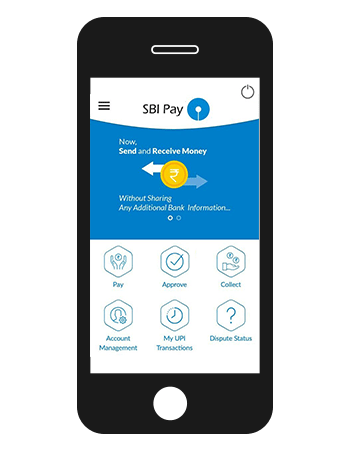 SBI Pay
Now,
Send and Receive Money
₹
Without Sharing
Any Additional Bank Information...
Pay
Approve
Collect
Account
Management
My UPI
Transactions
Dispute Status